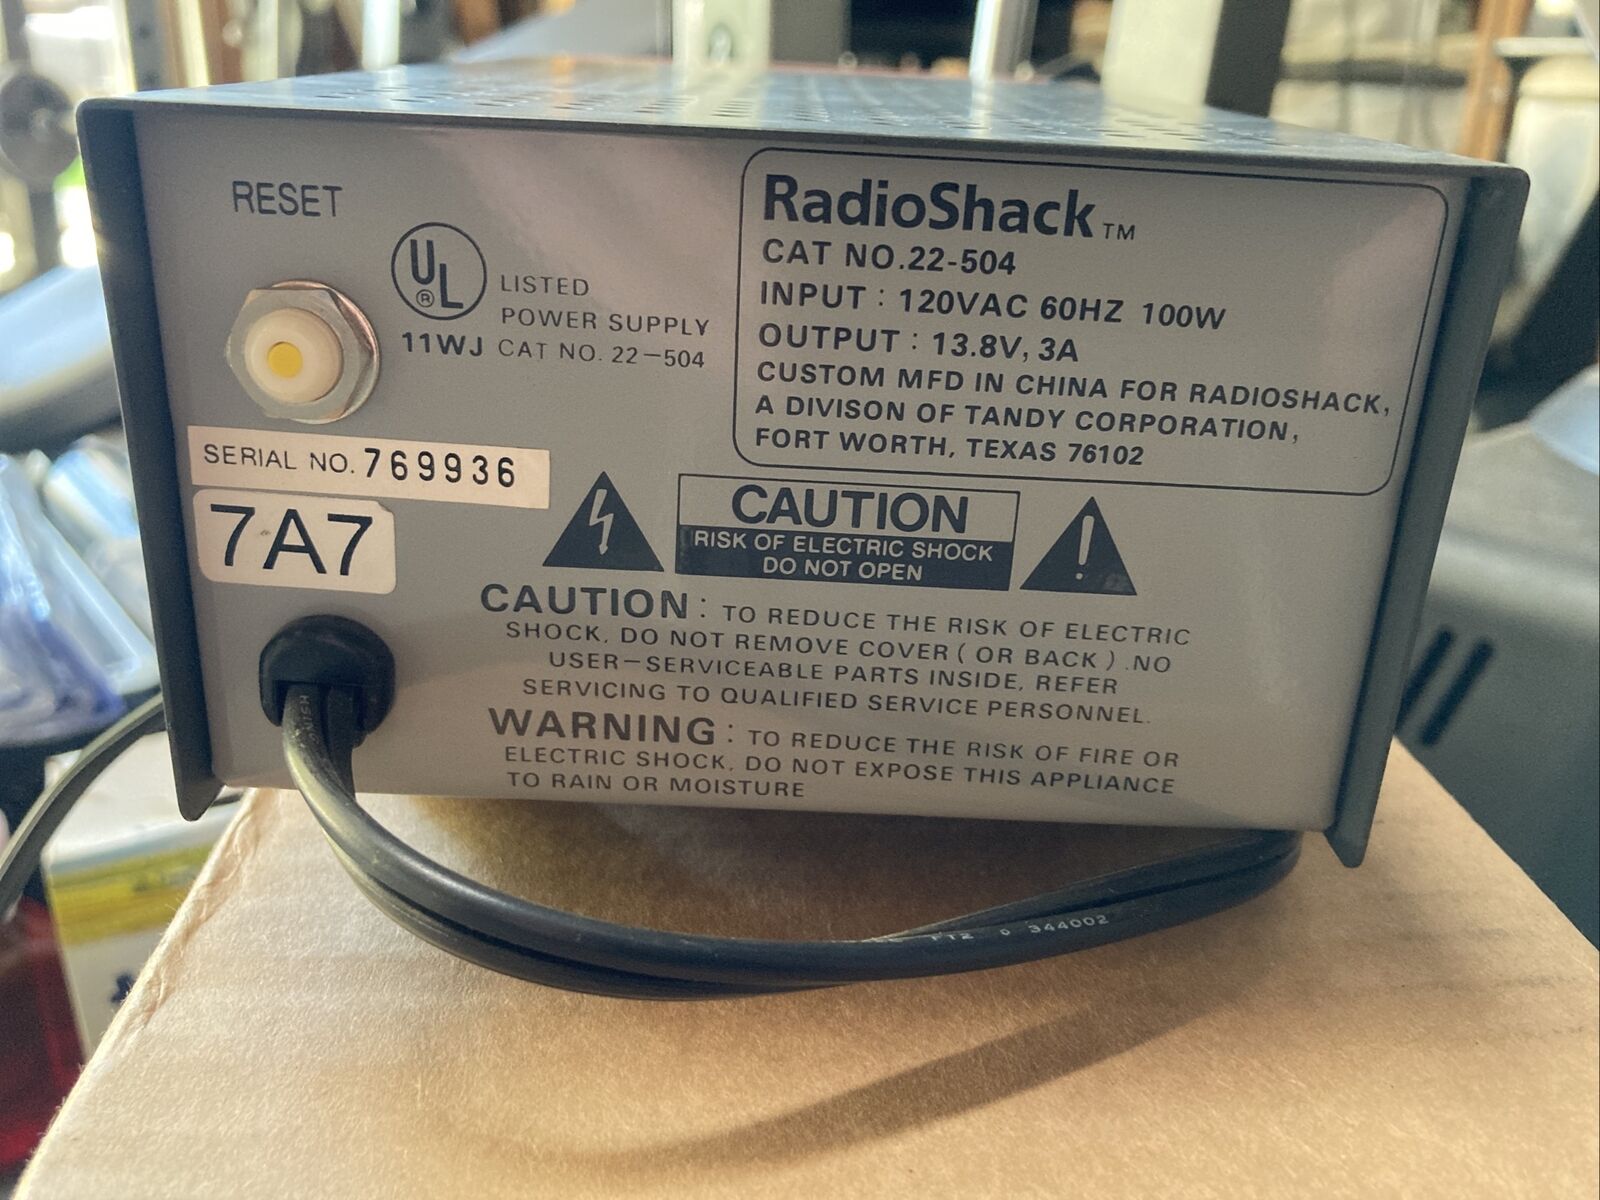 RESET
UL
®
LISTED
POWER SUPPLY
11WJ CAT NO. 22-504
RadioShack™
CAT NO.22-504
INPUT : 120VAC 60HZ 100W
OUTPUT : 13.8V, 3A
CUSTOM MFD IN CHINA FOR RADIOSHACK,
A DIVISON OF TANDY CORPORATION,
FORT WORTH, TEXAS 76102
SERIAL NO. 769936
7A7
CAUTION
RISK OF ELECTRIC SHOCK
DO NOT OPEN
CAUTION : TO REDUCE THE RISK OF ELECTRIC
SHOCK, DO NOT REMOVE COVER ( OR BACK ) .NO
USER-SERVICEABLE PARTS INSIDE, REFER
SERVICING TO QUALIFIED SERVICE PERSONNEL.
WARNING : TO REDUCE THE RISK OF FIRE OR
ELECTRIC SHOCK, DO NOT EXPOSE THIS APPLIANCE
TO RAIN OR MOISTURE
FT2 344002